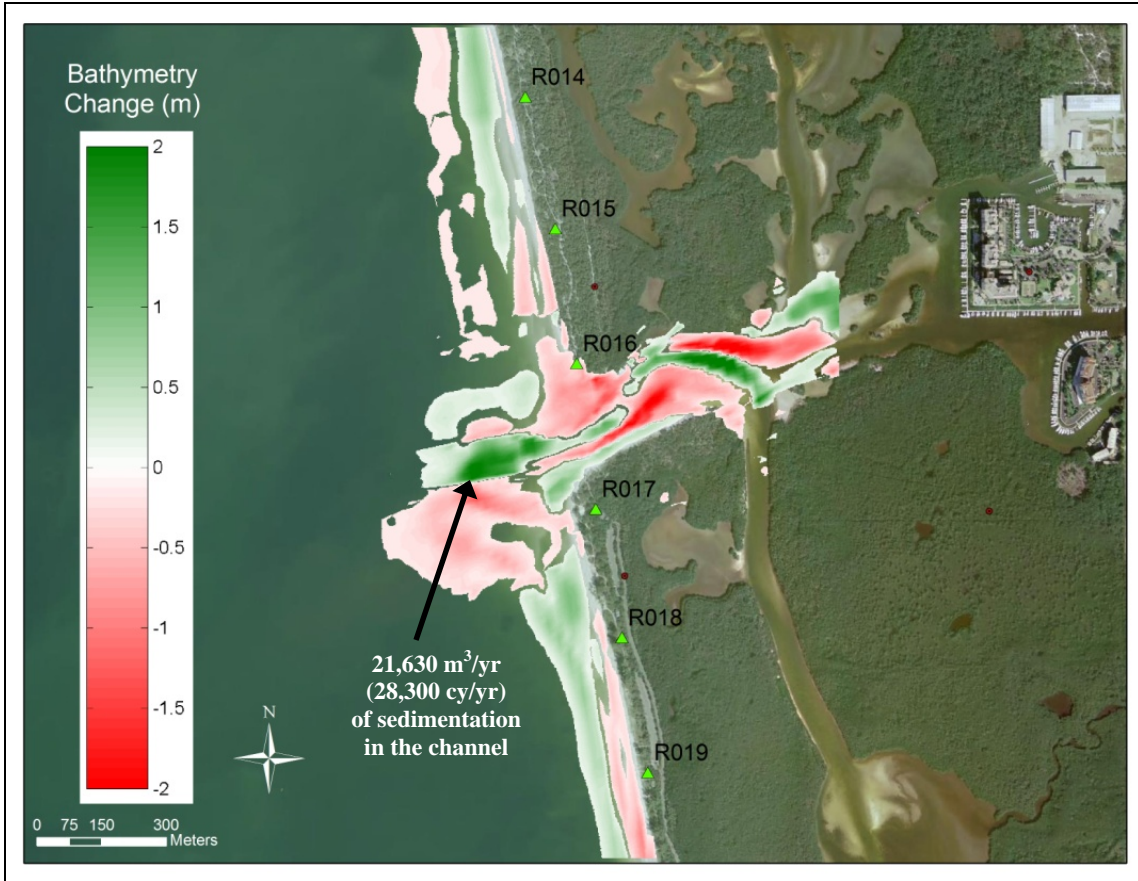 Bathymetry
Change (m)
2
1.5
1
0.5
0
-0.5
-1
-1.5
-2
R014
R015
R016
R017
R018
R019
21,630 m³/yr
(28,300 cy/yr)
of sedimentation
in the channel
N
0 75 150 300
Meters